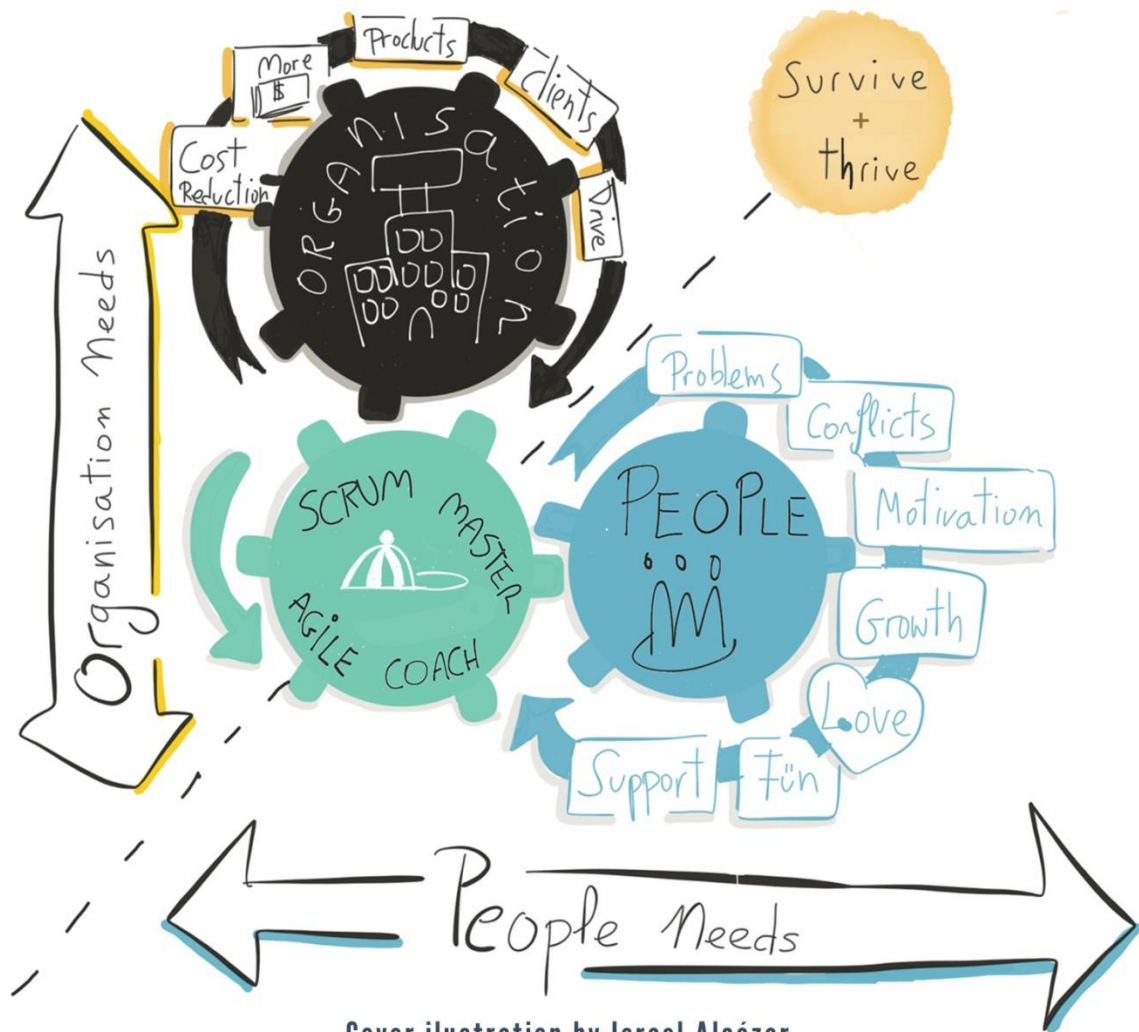 Products
More
$
Clients
Cost
Reduction
Drive
ORGANISation
Survive
+
thrive
Organisation Needs
Problems
Conflicts
Motivation
Growth
Love
Fün
Support
PEOPLE
SCRUM MASTER
AGILE COACH
People Needs
Cover ilustration by Israel Alcázar